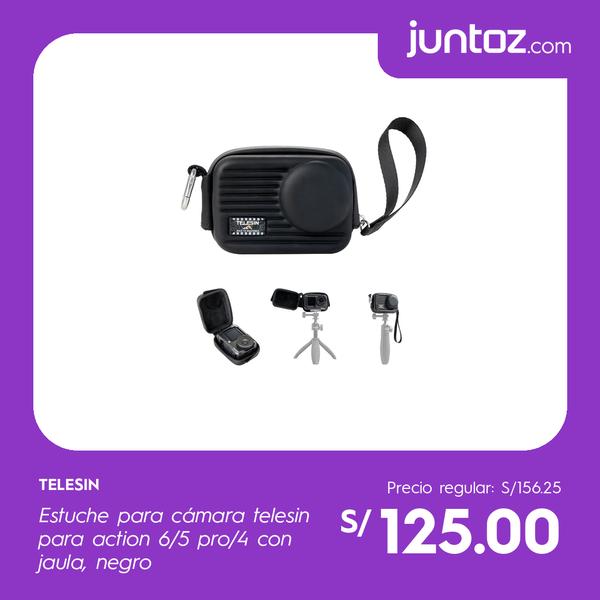 juntoz.com
TELESIN
TELESIN
Estuche para cámara telesin
para action 6/5 pro/4 con
jaula, negro
Precio regular: S/156.25
S/125.00